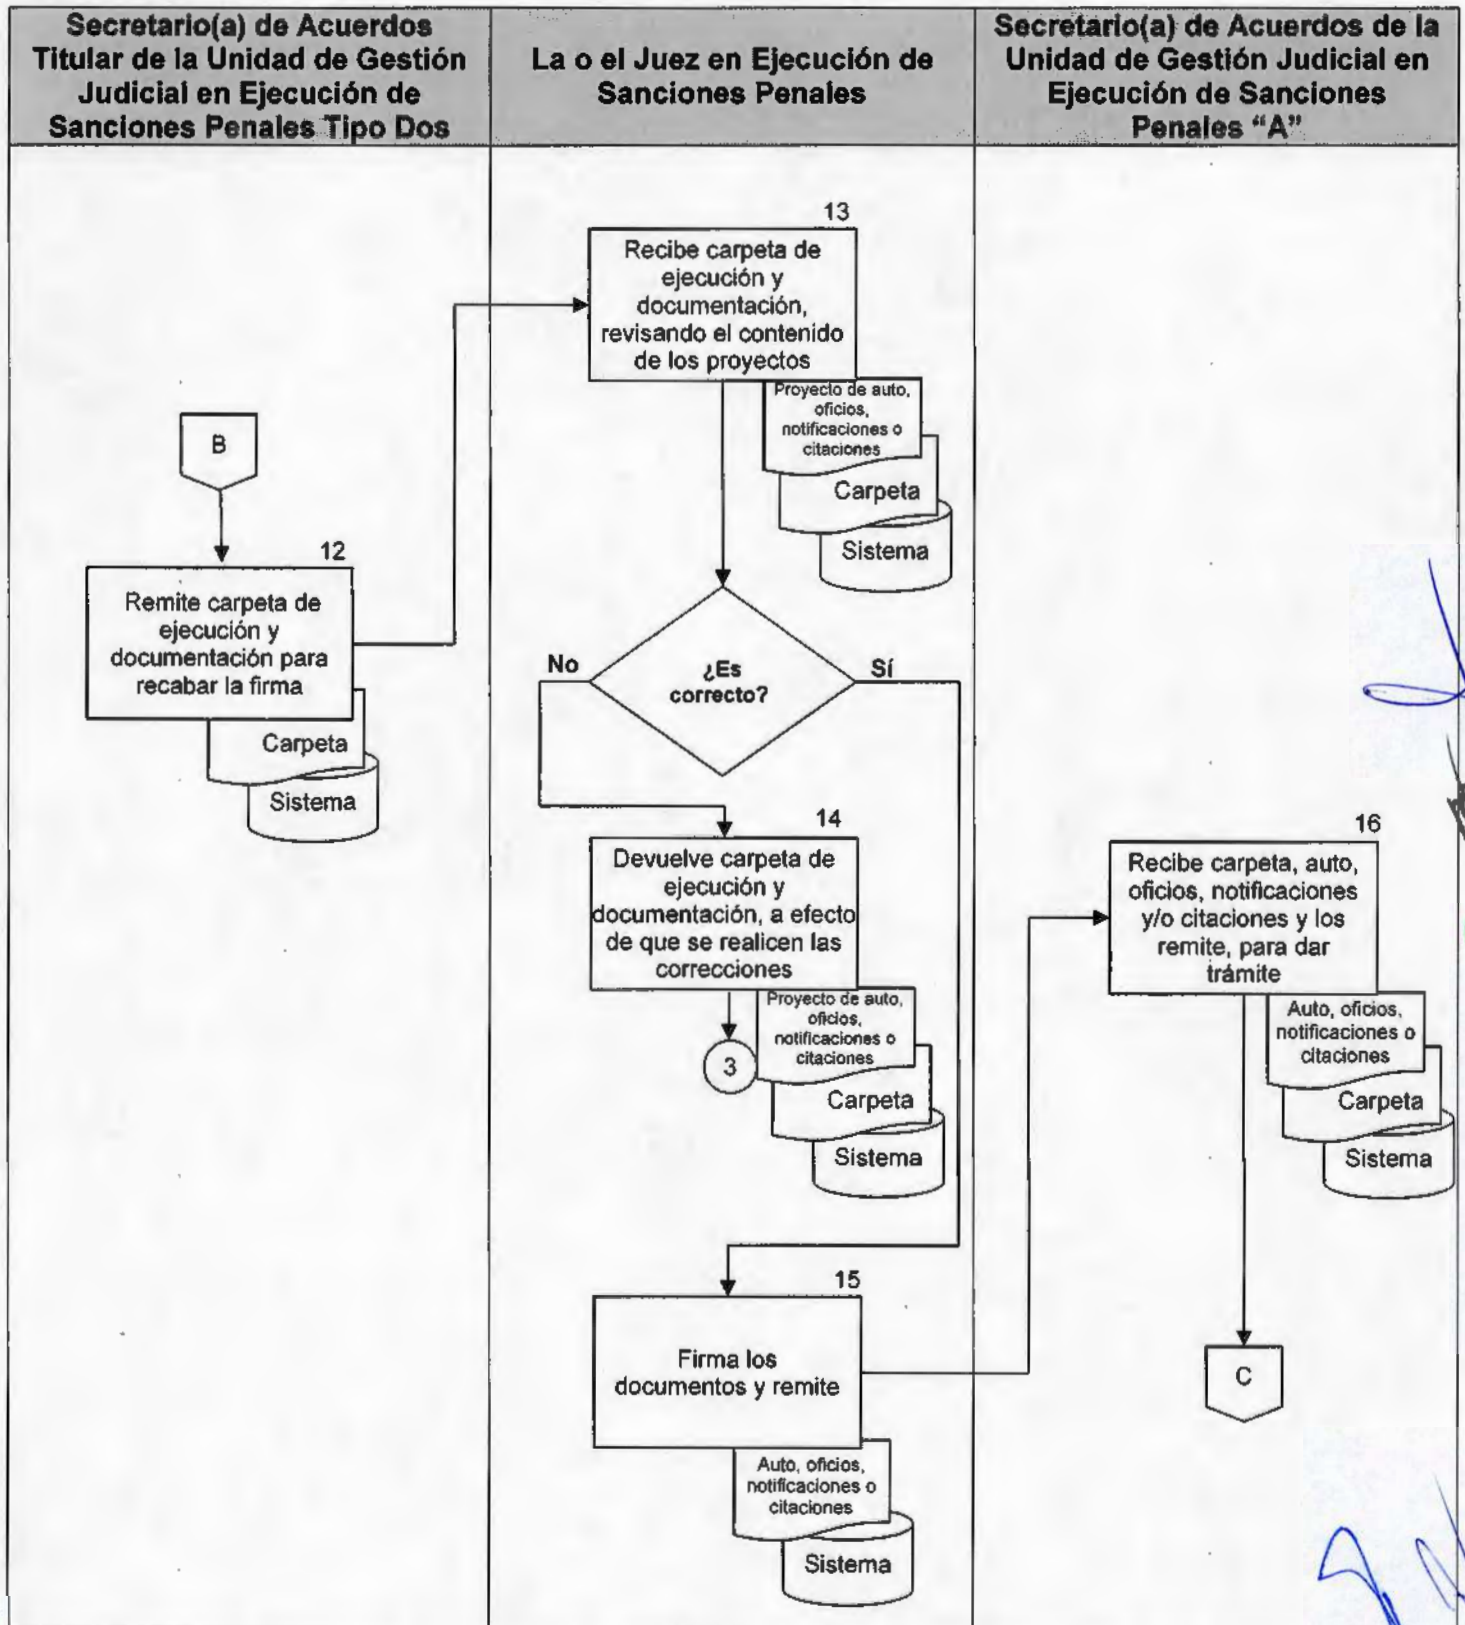 Secretario(a) de Acuerdos
Titular de la Unidad de Gestión
Judicial en Ejecución de
Sanciones Penales Tipo Dos
La o el Juez en Ejecución de
Sanciones Penales
Secretario(a) de Acuerdos de la
Unidad de Gestión Judicial en
Ejecución de Sanciones
Penales “A”
B
12
Remite carpeta de
ejecución y
documentación para
recabar la firma
Carpeta
Sistema
13
Recibe carpeta de
ejecución y
documentación,
revisando el contenido
de los proyectos
Proyecto de auto,
oficios,
notificaciones o
citaciones
Carpeta
Sistema
No
¿Es
correcto?
Sí
14
Devuelve carpeta de
ejecución y
documentación, a efecto
de que se realicen las
correcciones
Proyecto de auto,
oficios,
notificaciones o
citaciones
3
Carpeta
Sistema
15
Firma los
documentos y remite
Auto, oficios,
notificaciones o
citaciones
Sistema
16
Recibe carpeta, auto,
oficios, notificaciones
y/o citaciones y los
remite, para dar
trámite
Auto, oficios,
notificaciones o
citaciones
Carpeta
Sistema
C